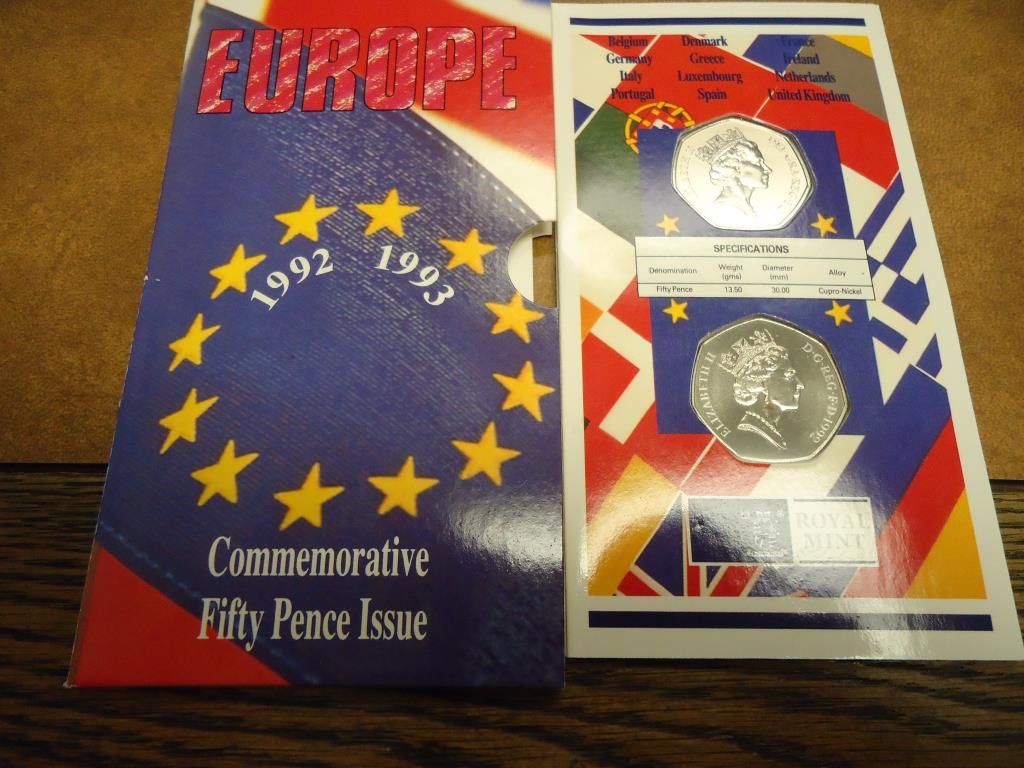 EUROPE
1992 1993
Commemorative
Fifty Pence Issue
Belgium Denmark France
Germany Greece Ireland
Italy Luxembourg Netherlands
Portugal Spain United Kingdom
SPECIFICATIONS
Denomination Weight (gms) Diameter (mm) Alloy
Fifty Pence 13.50 30.00 Cupro-Nickel
ELIZABETH II D·G·REG·F·D·1992
ROYAL
MINT